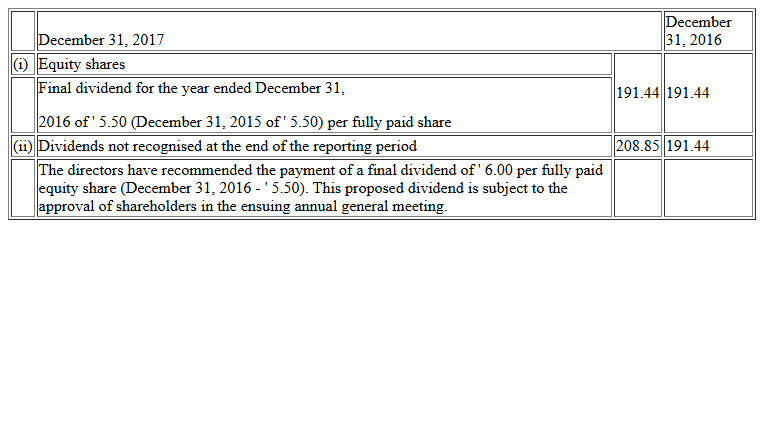 December 31, 2017
December
31, 2016
(i) Equity shares
Final dividend for the year ended December 31,
191.44 191.44
2016 of ' 5.50 (December 31, 2015 of ' 5.50) per fully paid share
(ii) Dividends not recognised at the end of the reporting period 208.85 191.44
The directors have recommended the payment of a final dividend of ' 6.00 per fully paid
equity share (December 31, 2016 - ' 5.50). This proposed dividend is subject to the
approval of shareholders in the ensuing annual general meeting.